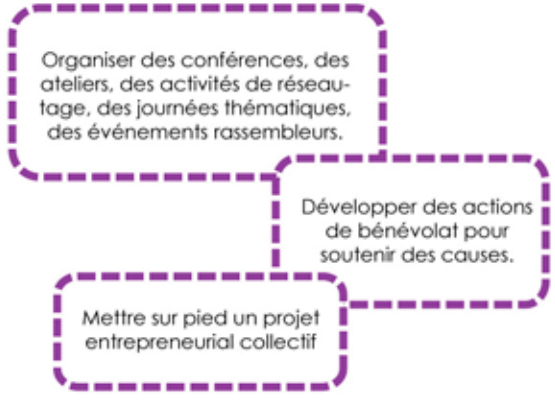 Organiser des conférences, des
ateliers, des activités de réseau-
tage, des journées thématiques,
des événements rassembleurs.
Développer des actions
de bénévolat pour
soutenir des causes.
Mettre sur pied un projet
entrepreneurial collectif